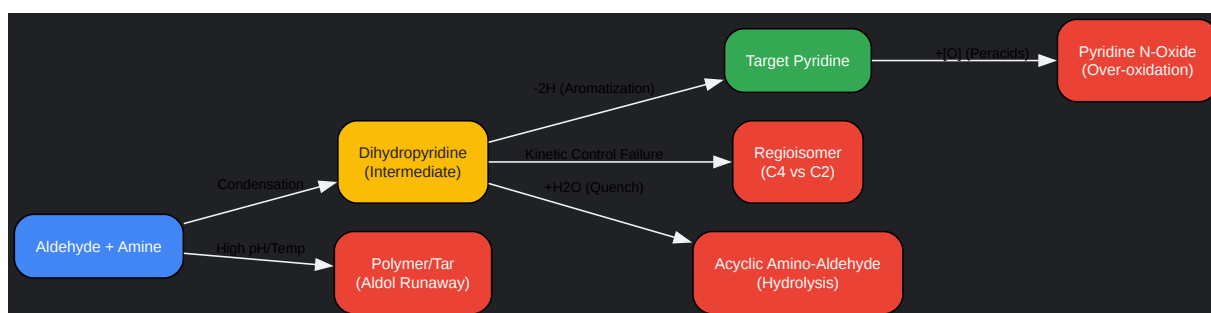 Target Pyridine
+[O] (Peracids)
Pyridine N-Oxide
(Over-oxidation)
-2H (Aromatization)
Dihydropyridine
(Intermediate)
Kinetic Control Failure
Regioisomer
(C4 vs C2)
Condensation
+H2O (Quench)
Aldehyde + Amine
High pH/Temp
Polymer/Tar
(Aldol Runaway)
Acyclic Amino-Aldehyde
(Hydrolysis)